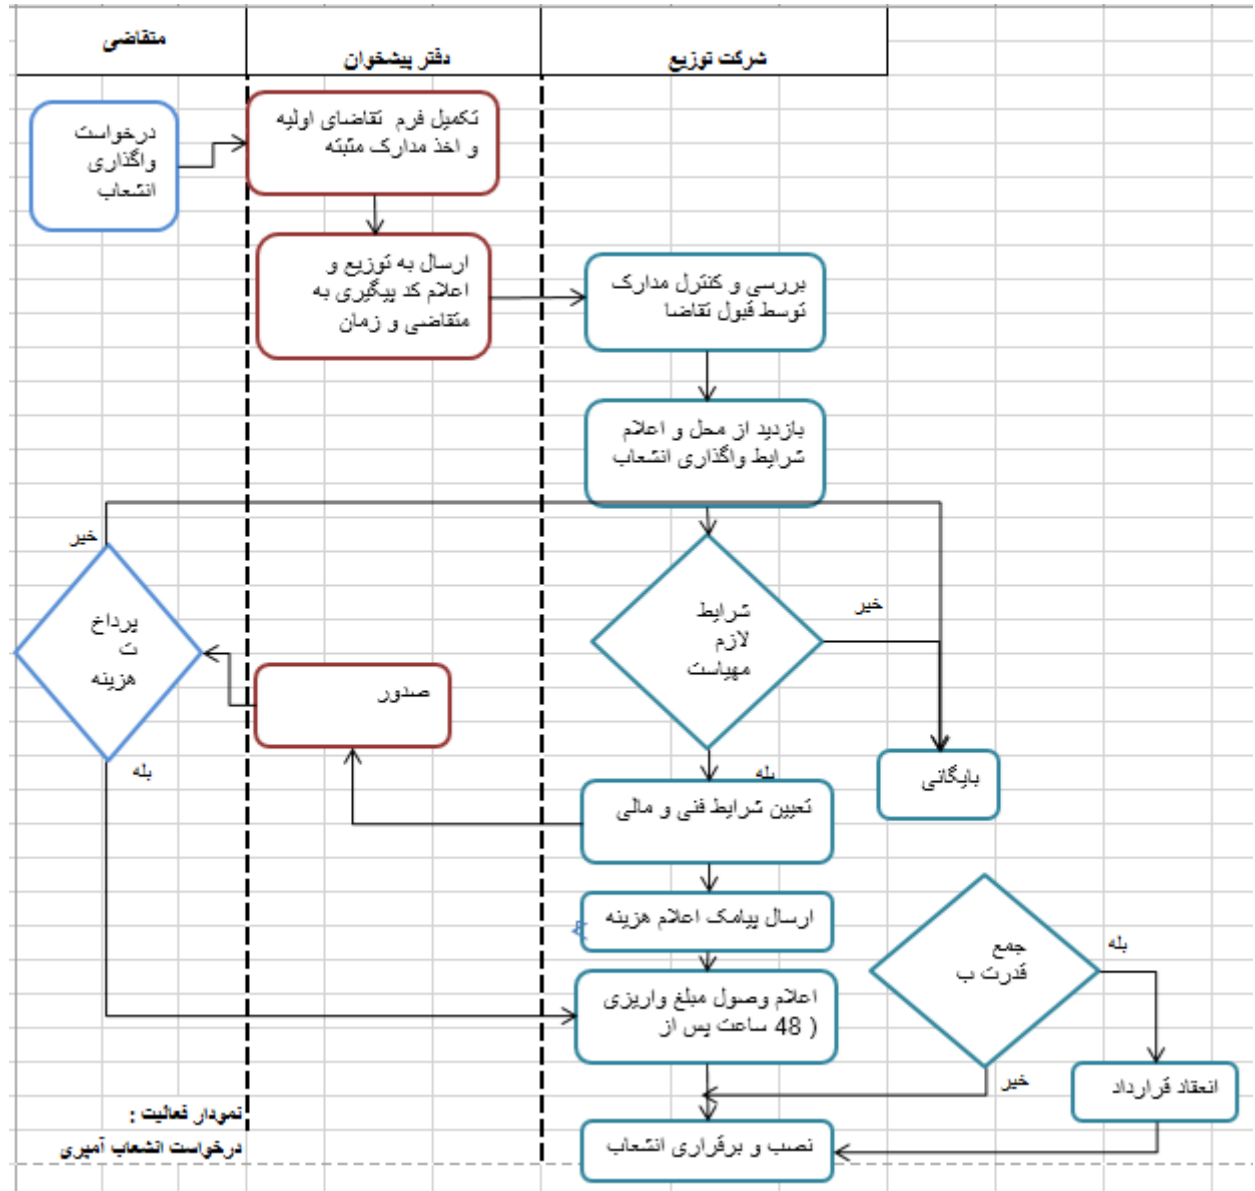 متقاضی
دفتر پیشخوان
شرکت توزیع
درخواست
واگذاری
انشعاب
تکمیل فرم تقاضای اولیه
و اخذ مدارک مثبته
ارسال به توزیع و
اعلام کد پیگیری به
متقاضی و زمان
بررسی و کنترل مدارک
توسط قبول تقاضا
بازدید از محل و اعلام
شرایط واگذاری انشعاب
شرایط
لازم
مهیاست
خیر
بله
بایگانی
تعیین شرایط فنی و مالی
صدور
پرداخ
ت
هزینه
خیر
بله
ارسال پیامک اعلام هزینه
اعلام وصول مبلغ واریزی
( 48 ساعت پس از
جمع
قدرت ب
بله
خیر
انعقاد قرارداد
نصب و برقراری انشعاب
نمودار فعالیت :
درخواست انشعاب آمپری